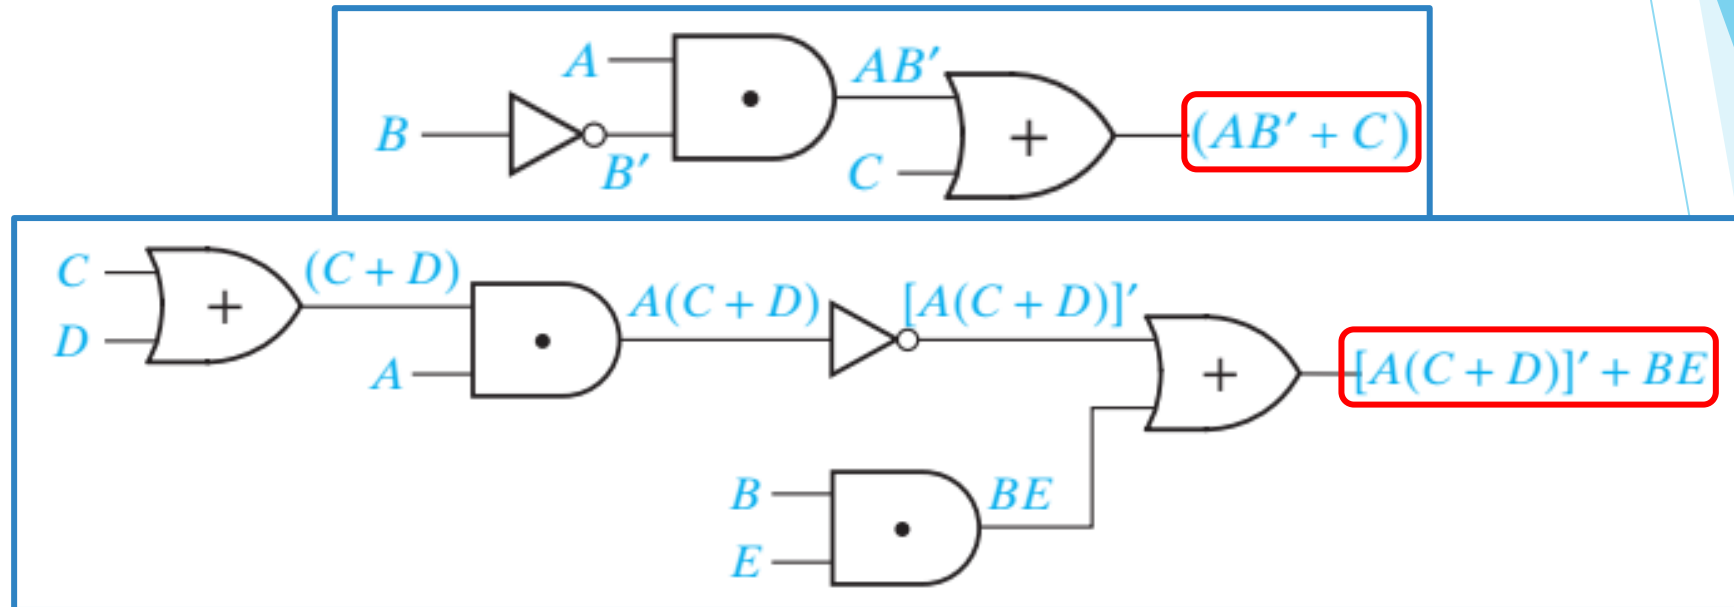 A
AB′
B
B′
+
C
(AB′ + C)
C
(C + D)
+
D
A
A(C + D)
[A(C + D)]′
+
[A(C + D)]′ + BE
B
BE
E